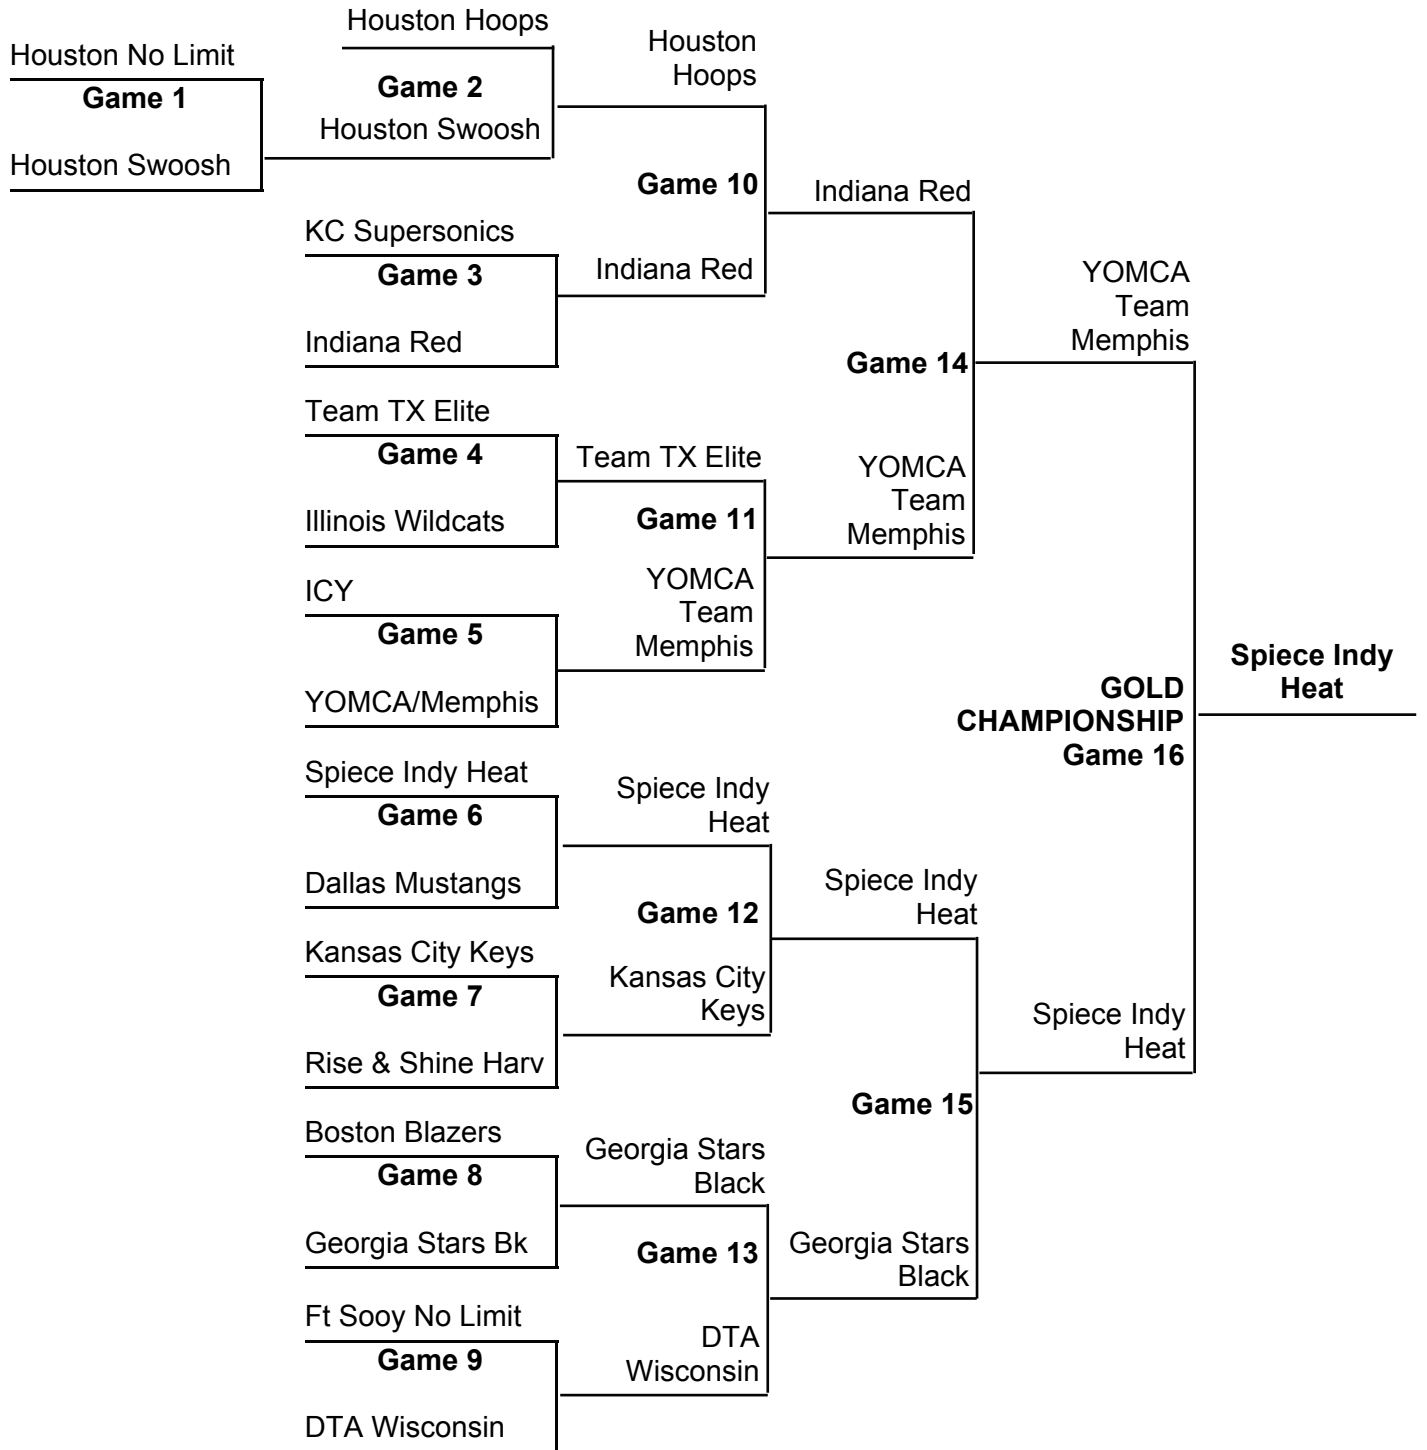 Houston Hoops
Houston No Limit
Game 1
Houston Swoosh
Game 2
Houston Swoosh
Houston
Hoops
Game 10
KC Supersonics
Game 3
Indiana Red
Indiana Red
Indiana Red
Team TX Elite
Game 4
Illinois Wildcats
Team TX Elite
Game 11
ICY
Game 5
YOMCA/Memphis
YOMCA
Team
Memphis
Game 14
YOMCA
Team
Memphis
YOMCA
Team
Memphis
Spiece Indy Heat
Game 6
Dallas Mustangs
Spiece Indy
Heat
Game 12
Kansas City Keys
Game 7
Rise & Shine Harv
Kansas City
Keys
Spiece Indy
Heat
Boston Blazers
Game 8
Georgia Stars Bk
Georgia Stars
Black
Game 13
Ft Sooy No Limit
Game 9
DTA Wisconsin
DTA
Wisconsin
Georgia Stars
Black
Game 15
Spiece Indy
Heat
GOLD
CHAMPIONSHIP
Game 16
Spiece Indy
Heat